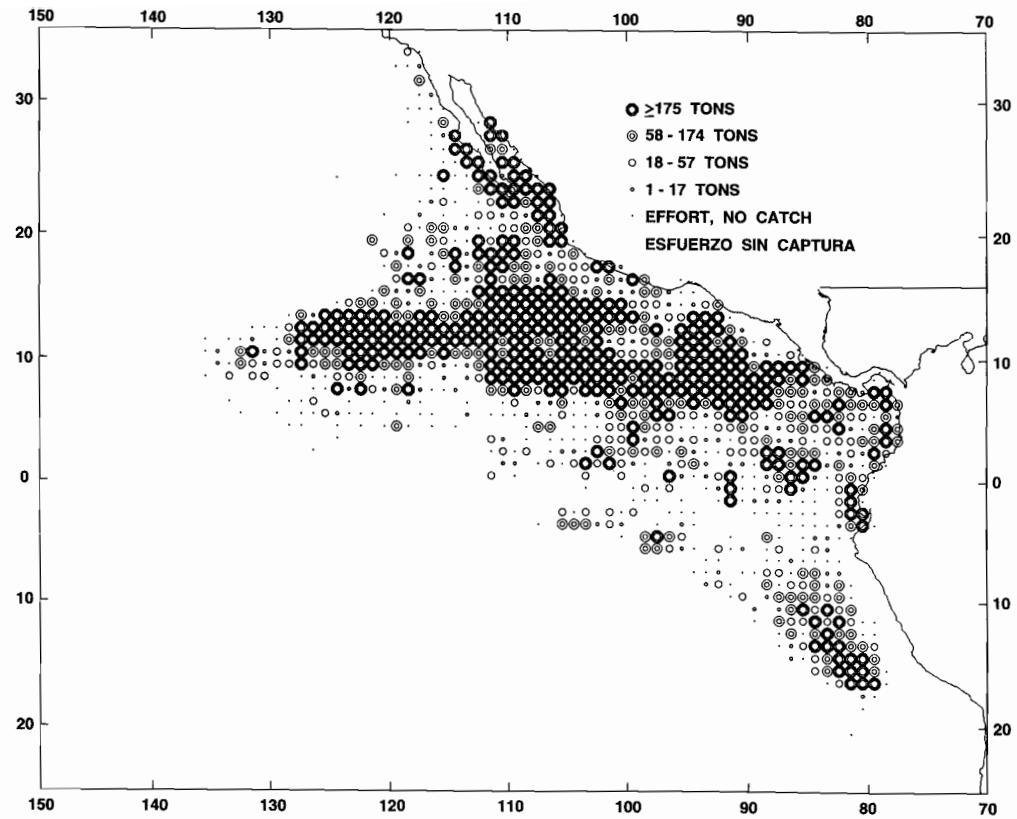 150 140 130 120 110 100 90 80 70
30 30
≥175 TONS
58 - 174 TONS
18 - 57 TONS
1 - 17 TONS
EFFORT, NO CATCH
ESFUERZO SIN CAPTURA
20 20
10 10
0 0
10 10
20 20
150 140 130 120 110 100 90 80 70